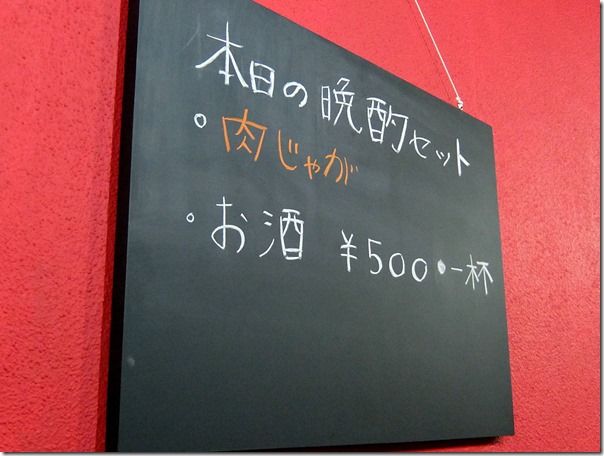 本日の晩酌セット
。肉じゃが
。お酒 ¥500・一杯